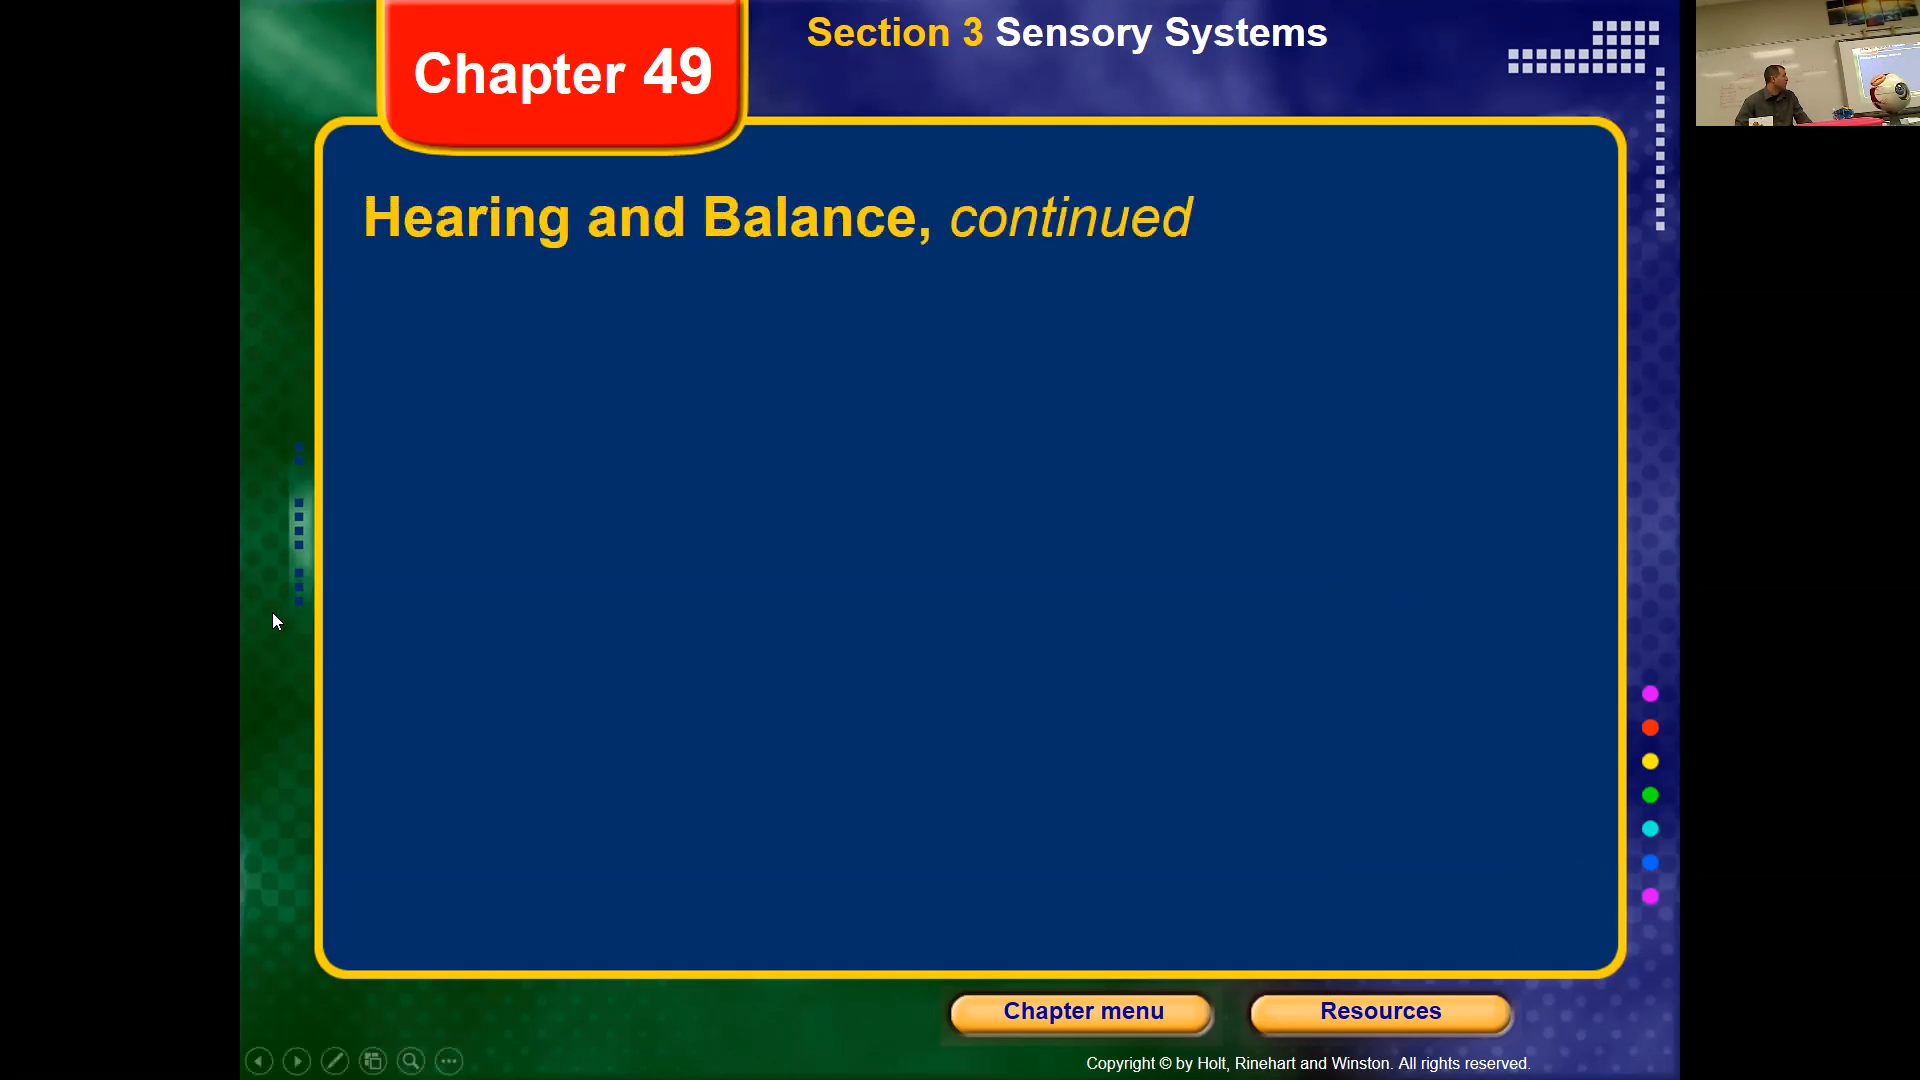 Section 3 Sensory Systems
Chapter 49
Hearing and Balance, continued
Chapter menu
Resources
Copyright © by Holt, Rinehart and Winston. All rights reserved.